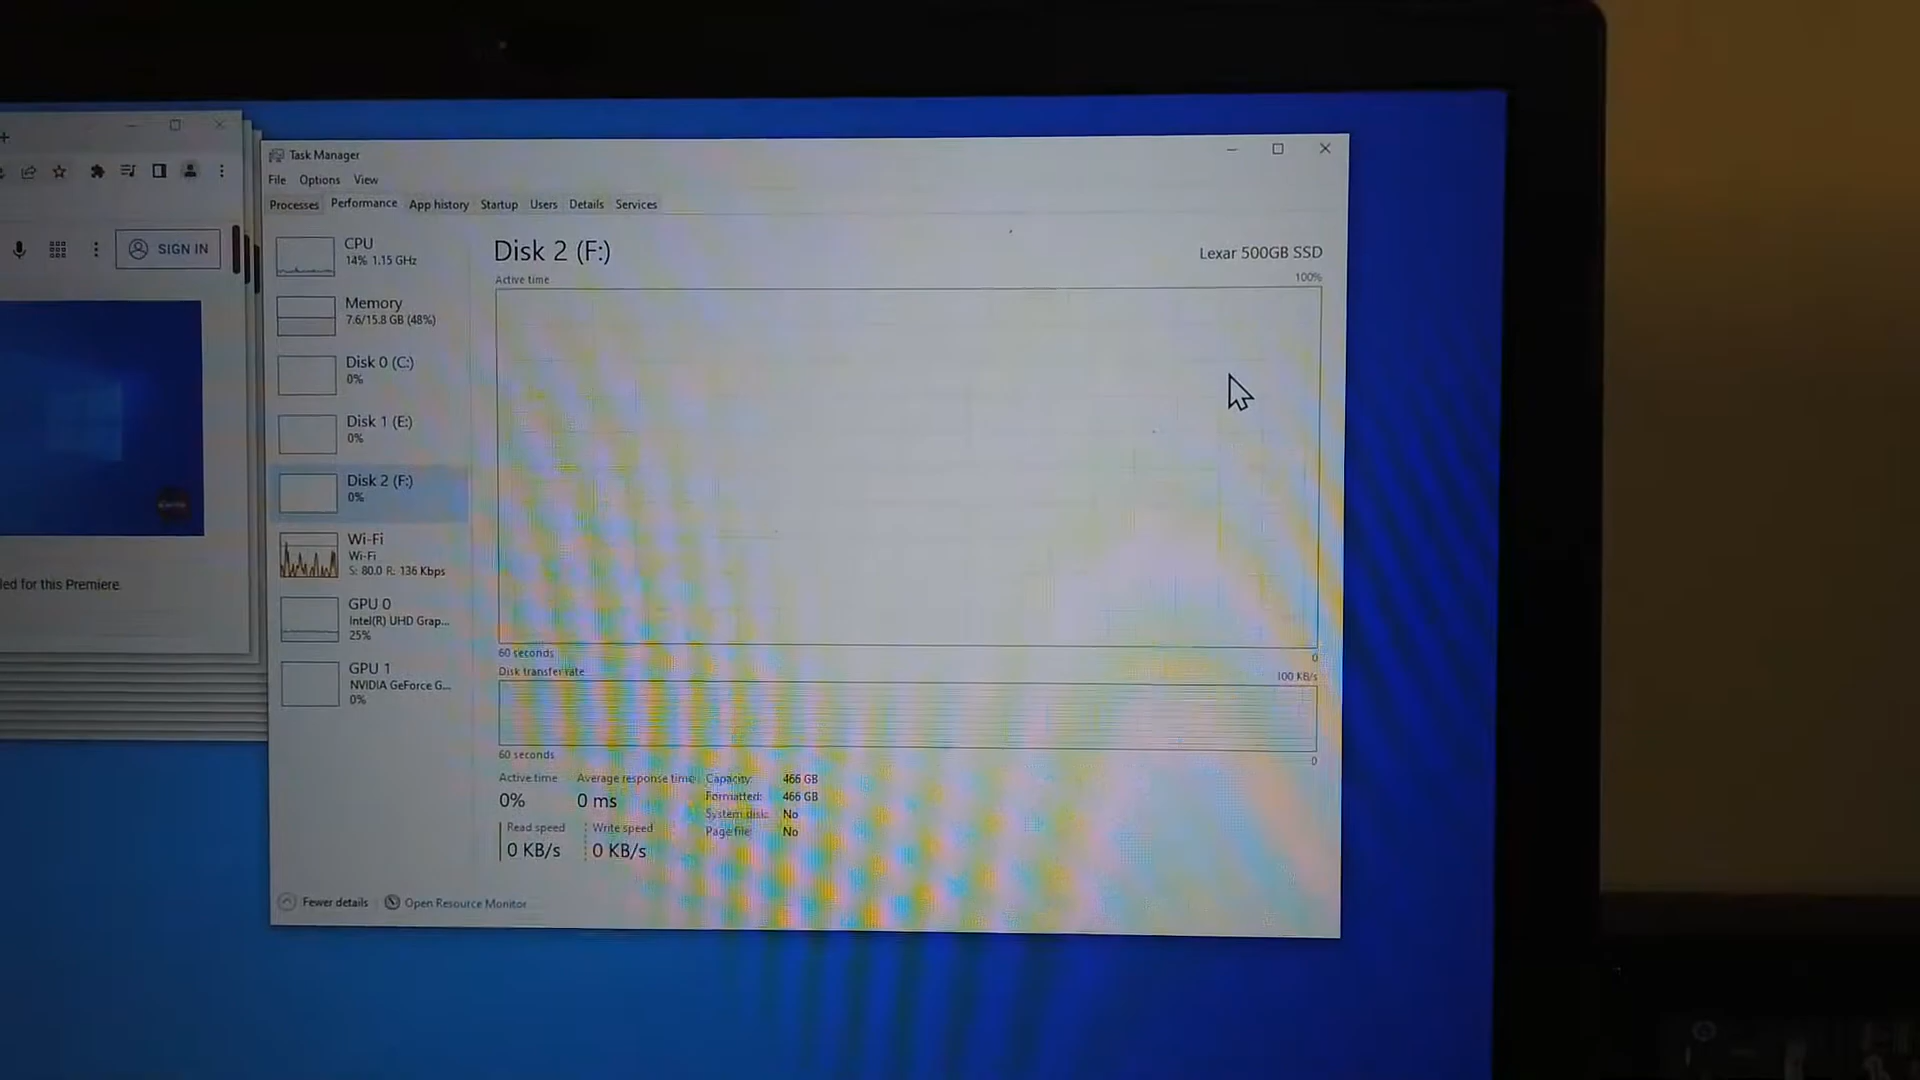 Task Manager
File Options View
Processes Performance App history Startup Users Details Services
SIGN IN
CPU
14% 1.15 GHz
Memory
7.6/15.8 GB (48%)
Disk 0 (C:)
0%
Disk 1 (E:)
0%
Disk 2 (F:)
0%
Wi-Fi
Wi-Fi
S: 80.0 R: 136 Kbps
GPU 0
Intel(R) UHD Grap...
25%
GPU 1
NVIDIA GeForce G...
0%
Disk 2 (F:) Lexar 500GB SSD
Active time 100%
60 seconds 0
Disk transfer rate 100 KB/s
60 seconds 0
Active time Average response time Capacity: 466 GB
0% 0 ms Formatted: 466 GB
System disk: No
Read speed Write speed Page file: No
0 KB/s 0 KB/s
Fewer details Open Resource Monitor
led for this Premiere.